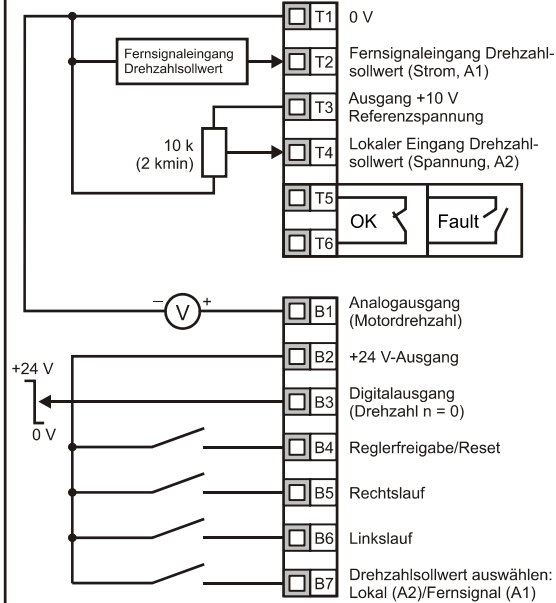 T1 0 V
Fernsignaleingang
Drehzahlsollwert
T2 Fernsignaleingang Drehzahl-
sollwert (Strom, A1)
T3 Ausgang +10 V
Referenzspannung
10 k
(2 kmin)
T4 Lokaler Eingang Drehzahl-
sollwert (Spannung, A2)
T5
OK
Fault
T6
– V +
B1 Analogausgang
(Motordrehzahl)
B2 +24 V-Ausgang
+24 V
0 V
B3 Digitalausgang
(Drehzahl n = 0)
B4 Reglerfreigabe/Reset
B5 Rechtslauf
B6 Linkslauf
B7 Drehzahlsollwert auswählen:
Lokal (A2)/Fernsignal (A1)